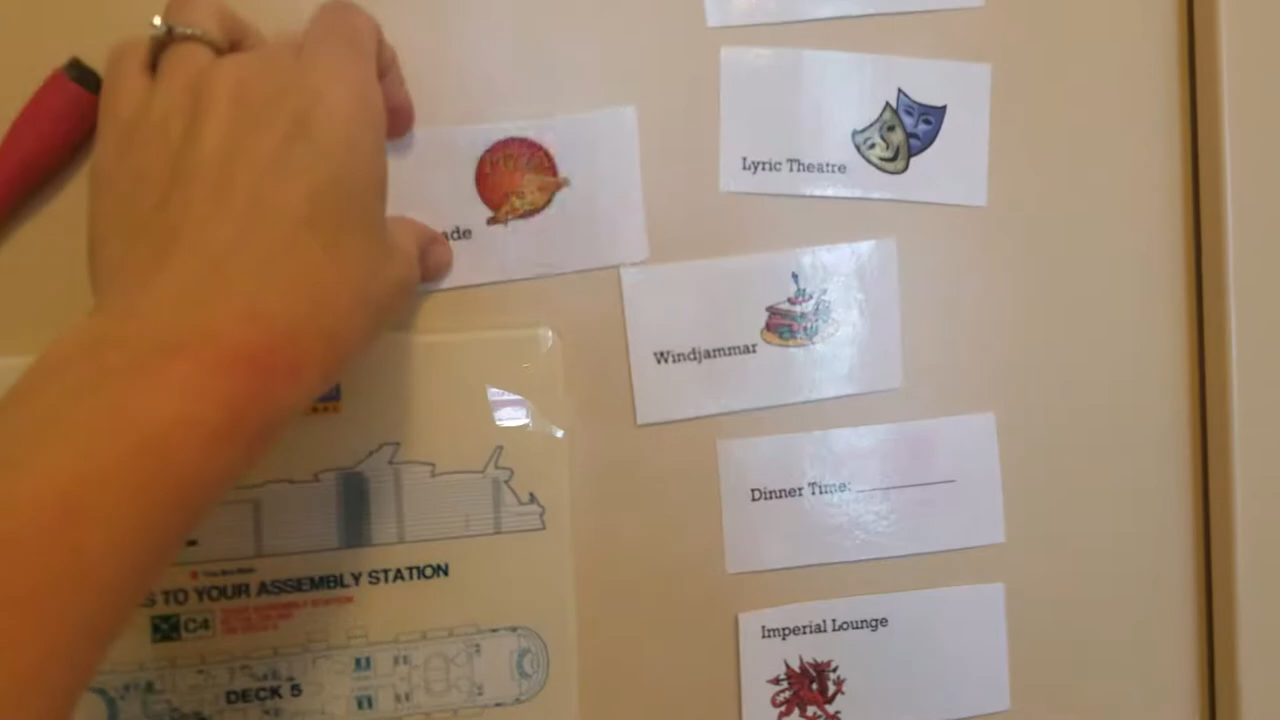 Lyric Theatre
ade
Windjammar
Dinner Time:
Imperial Lounge
S TO YOUR ASSEMBLY STATION
C4
DECK 5